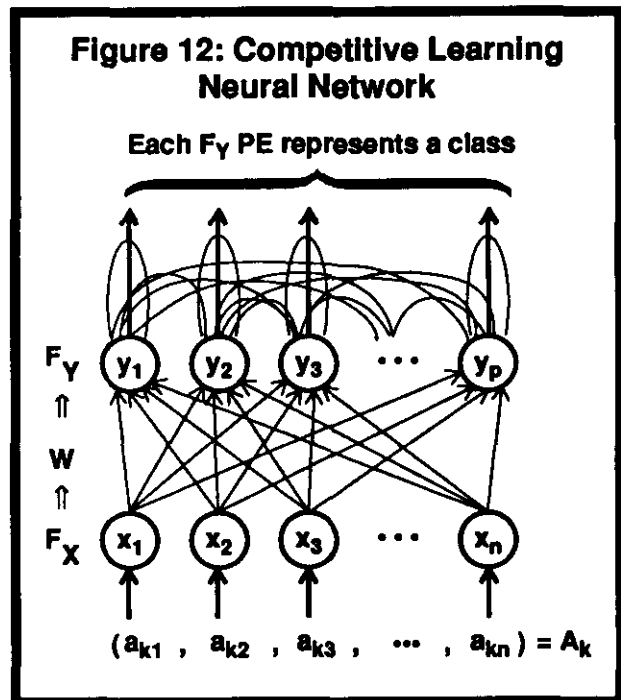 Figure 12: Competitive Learning
Neural Network
Each F_Y PE represents a class
F_Y y_1 y_2 y_3 ... y_p
⇑
W
⇑
F_X x_1 x_2 x_3 ... x_n
(a_k1 , a_k2 , a_k3 , ... , a_kn) = A_k